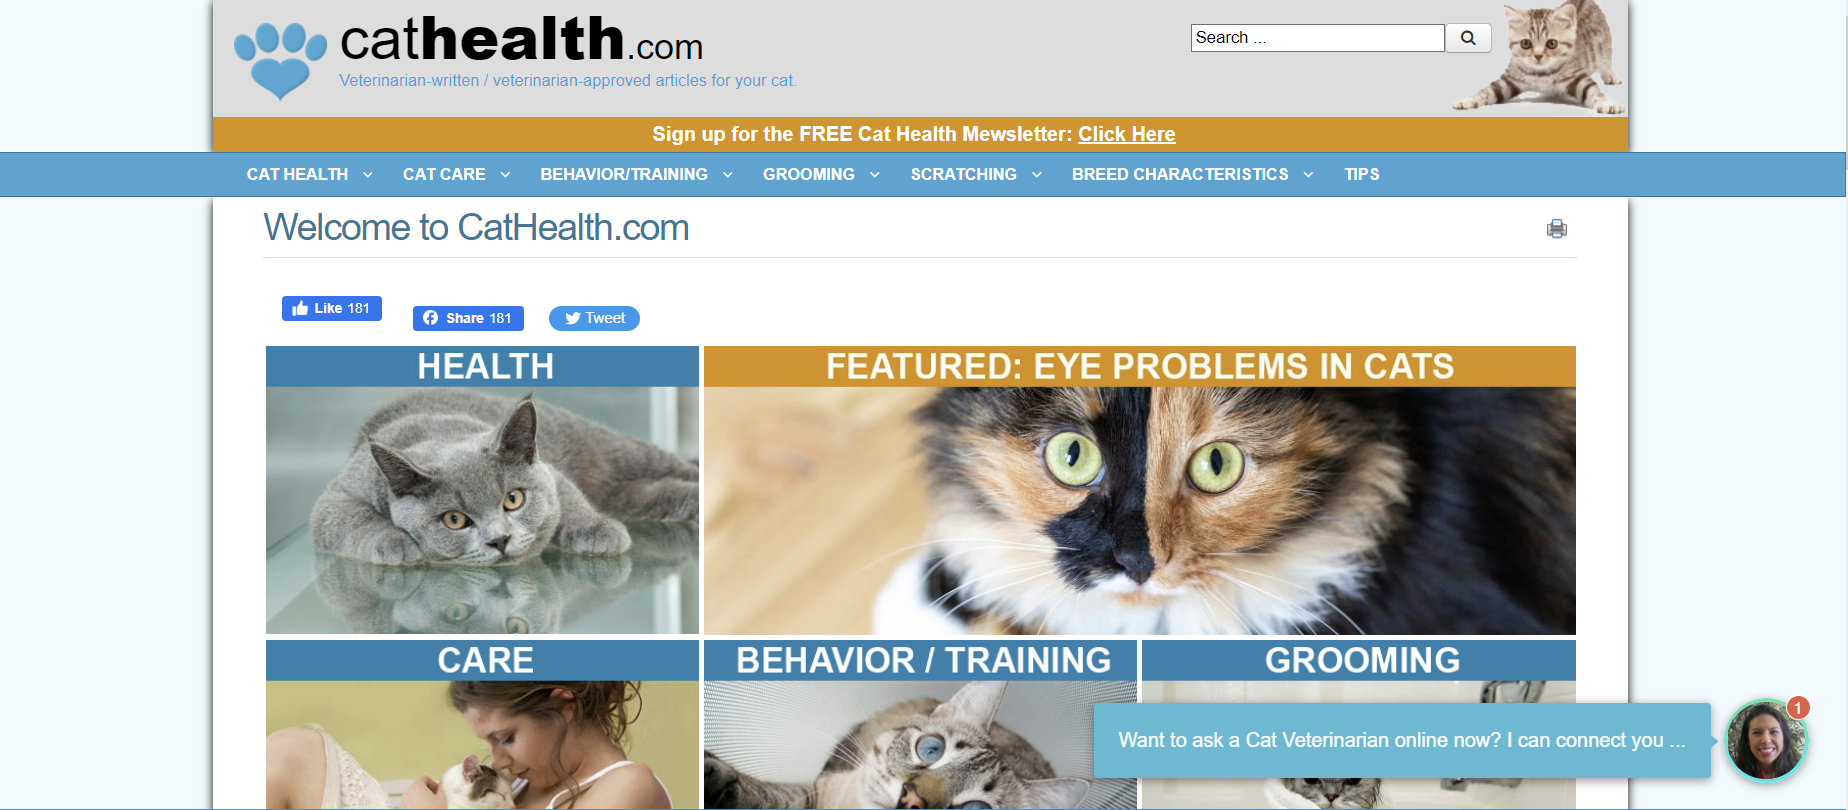 cathealth.com
Veterinarian-written / veterinarian-approved articles for your cat.
Search ...
Sign up for the FREE Cat Health Mewsletter: Click Here
CAT HEALTH CAT CARE BEHAVIOR/TRAINING GROOMING SCRATCHING BREED CHARACTERISTICS TIPS
Welcome to CatHealth.com
Like 181
Share 181 Tweet
HEALTH
FEATURED: EYE PROBLEMS IN CATS
CARE
BEHAVIOR / TRAINING
GROOMING
Want to ask a Cat Veterinarian online now? I can connect you ...
1